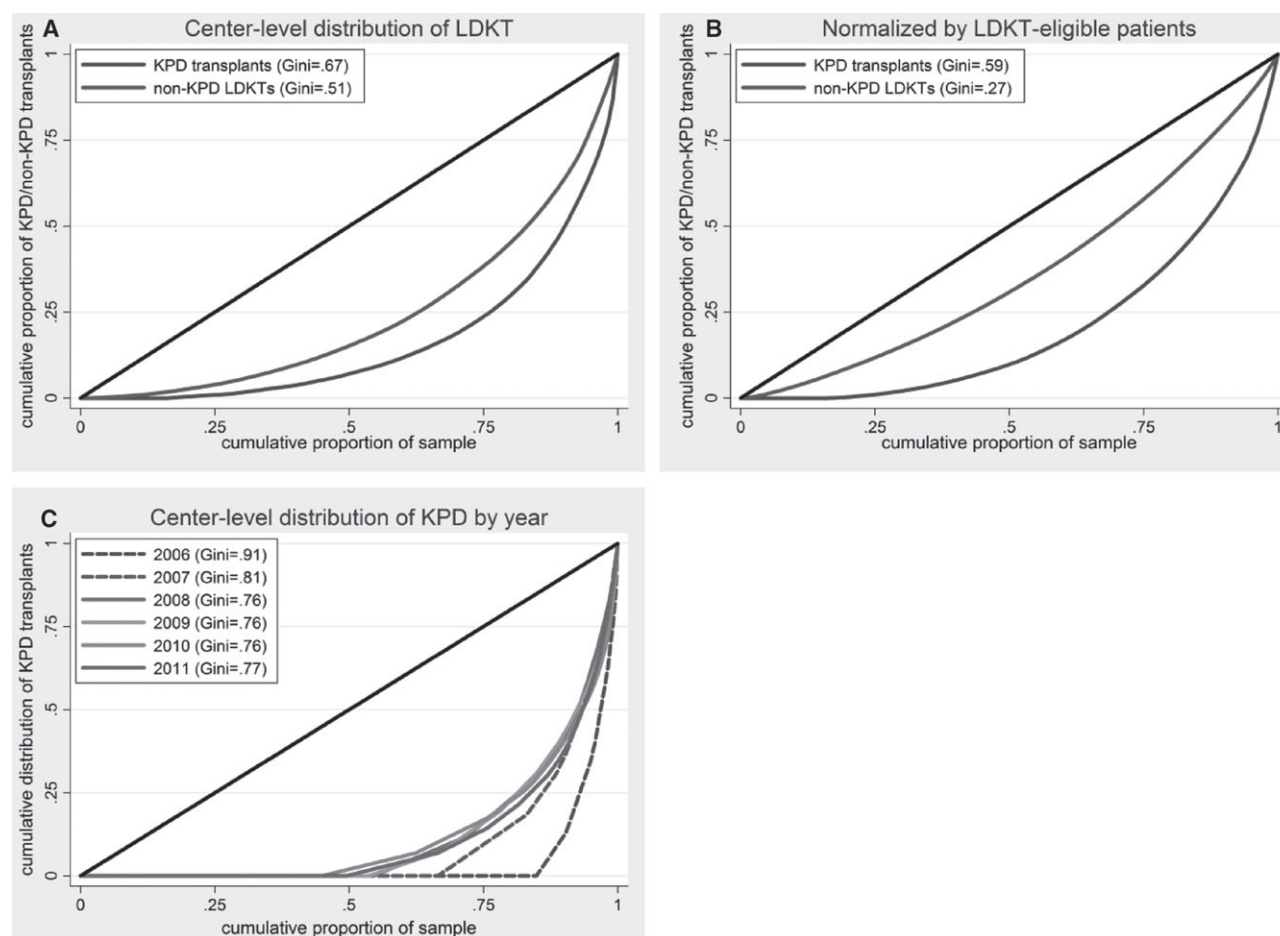 A
Center-level distribution of LDKT
cumulative proportion of KPD/non-KPD transplants
1
.75
.5
.25
0
KPD transplants (Gini=.67)
non-KPD LDKTs (Gini=.51)
0 .25 .5 .75 1
cumulative proportion of sample
B
Normalized by LDKT-eligible patients
cumulative proportion of KPD/non-KPD transplants
1
.75
.5
.25
0
KPD transplants (Gini=.59)
non-KPD LDKTs (Gini=.27)
0 .25 .5 .75 1
cumulative proportion of sample
C
Center-level distribution of KPD by year
cumulative distribution of KPD transplants
1
.75
.5
.25
0
2006 (Gini=.91)
2007 (Gini=.81)
2008 (Gini=.76)
2009 (Gini=.76)
2010 (Gini=.76)
2011 (Gini=.77)
0 .25 .5 .75 1
cumulative proportion of sample